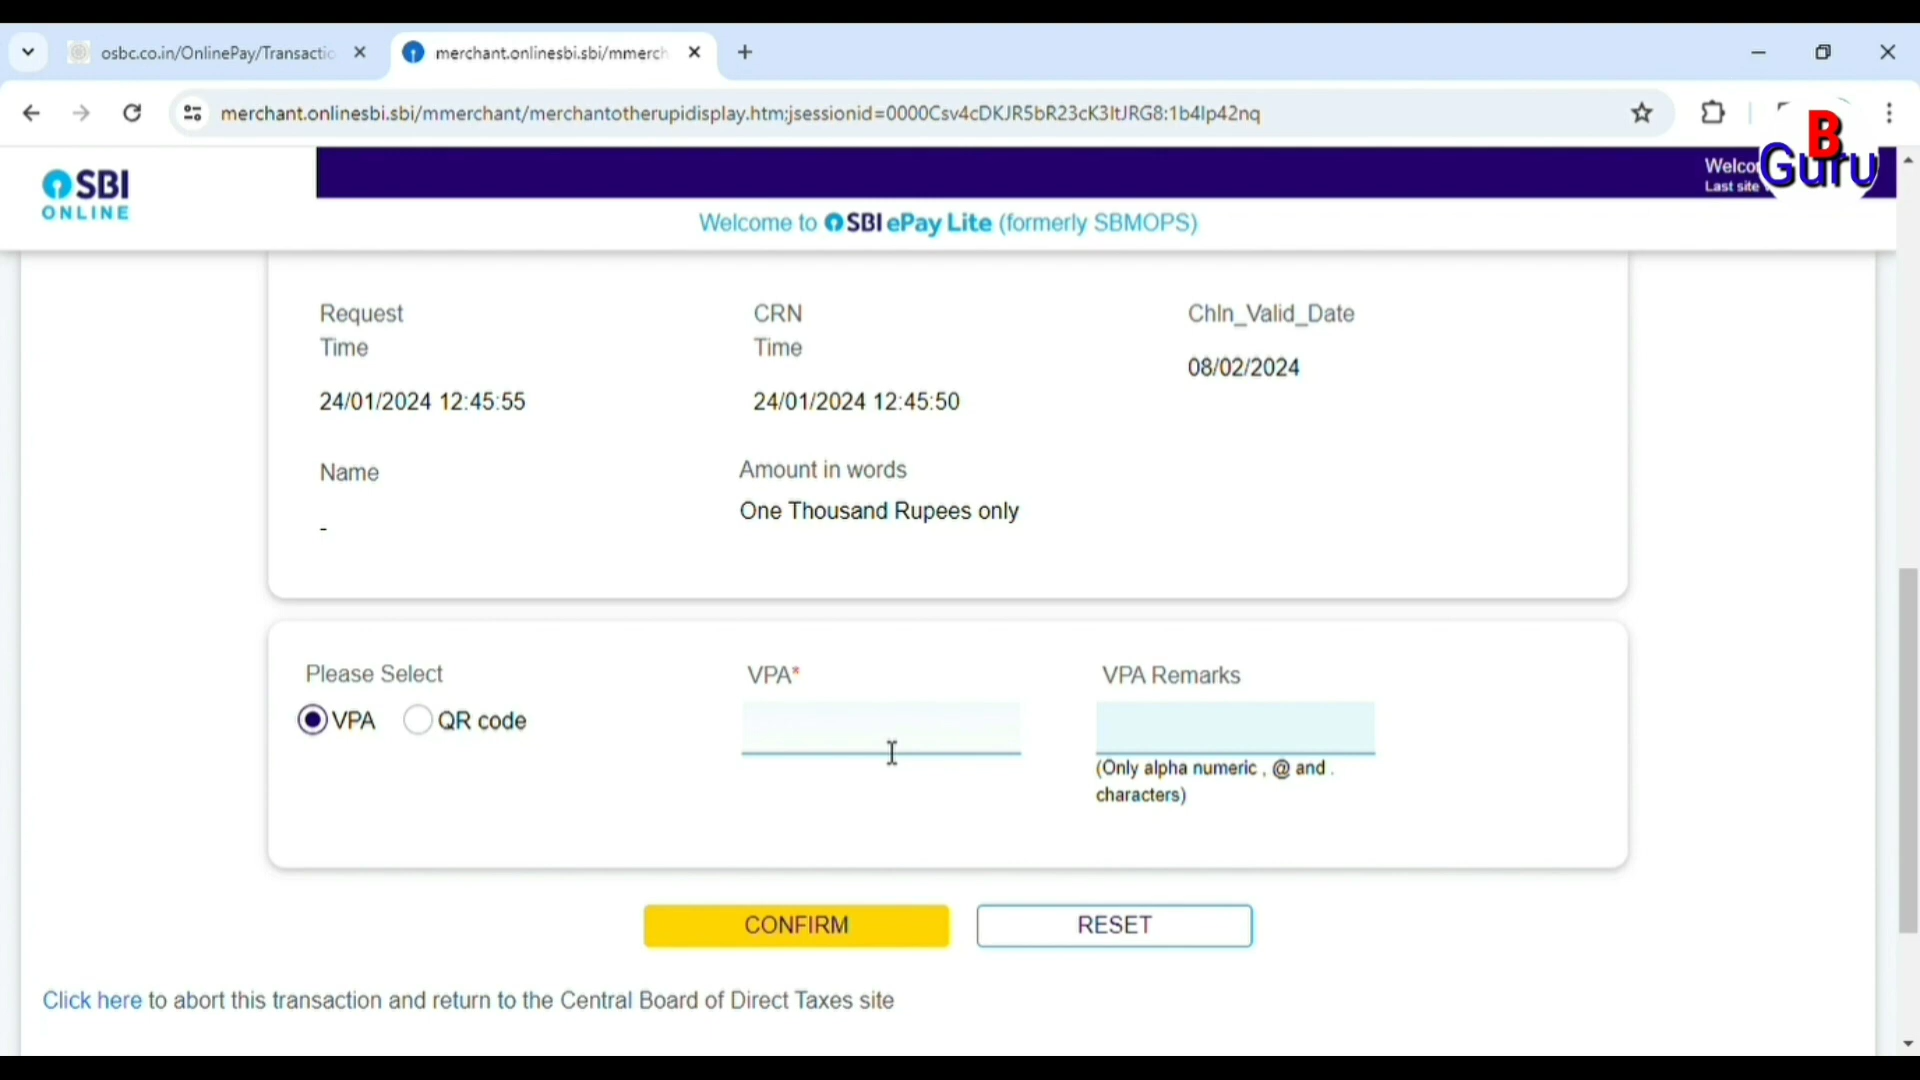 osbc.co.in/OnlinePay/Transactic
merchant.onlinesbi.sbi/mmerch
merchant.onlinesbi.sbi/mmerchant/merchantotherupidisplay.htm;jsessionid=0000Csv4cDKJR5bR23cK3ItJRG8:1b4lp42nq
B
Guru
SBI
ONLINE
Welco
Last site
Welcome to SBI ePay Lite (formerly SBMOPS)
Request
Time
CRN
Time
Chln_Valid_Date
08/02/2024
24/01/2024 12:45:55
24/01/2024 12:45:50
Name
-
Amount in words
One Thousand Rupees only
Please Select
VPA*
VPA Remarks
VPA QR code
(Only alpha numeric , @ and .
characters)
CONFIRM
RESET
Click here to abort this transaction and return to the Central Board of Direct Taxes site